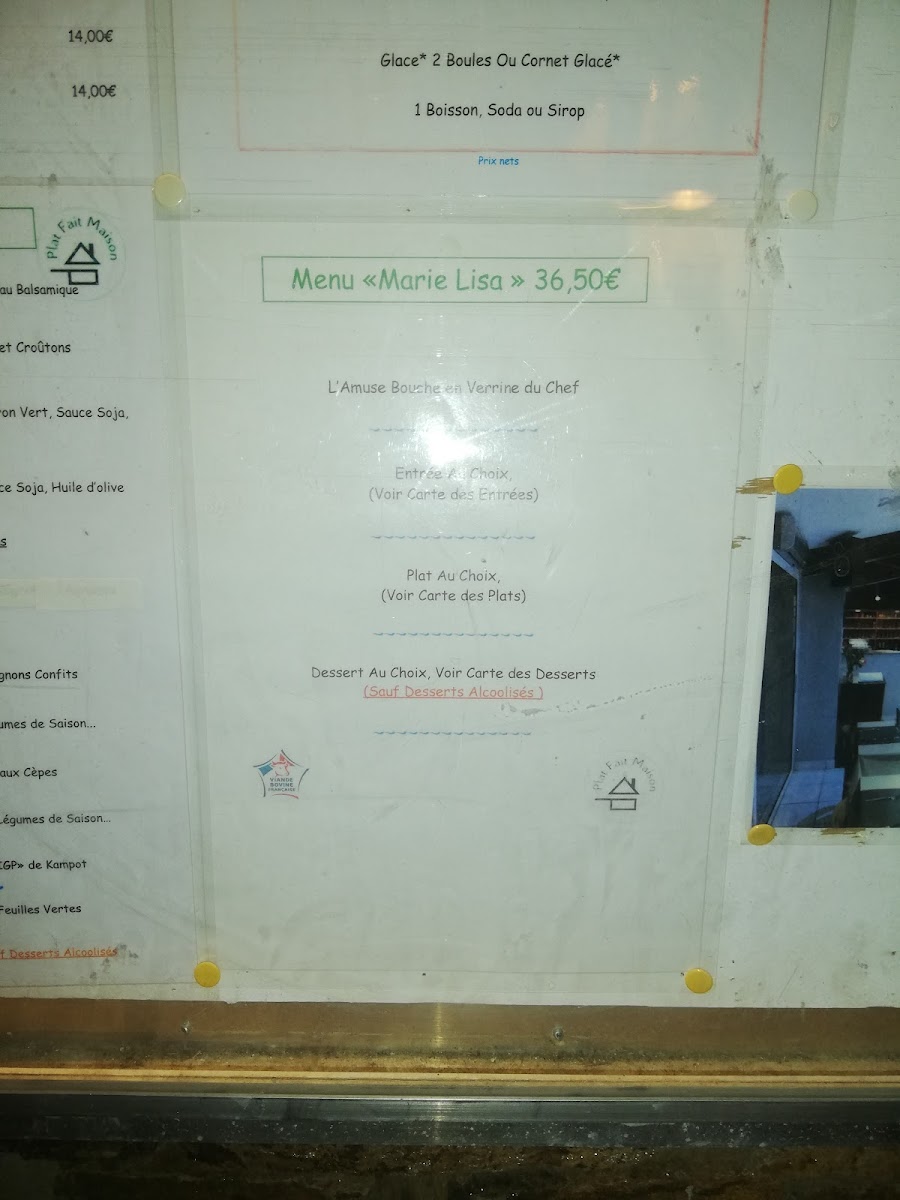 14,00€
14,00€
Glace* 2 Boules Ou Cornet Glacé*
1 Boisson, Soda ou Sirop
Prix nets
Plat Fait Maison
au Balsamique
et Croûtons
Vert, Sauce Soja,
Soja, Huile d'olive
Confits
de Saison...
aux Cèpes
Légumes de Saison...
de Kampot
Feuilles Vertes
Desserts Alcoolisés
Menu «Marie Lisa » 36,50€
L'Amuse Bouche en Verrine du Chef
Entrée Au Choix,
(Voir Carte des Entrées)
Plat Au Choix,
(Voir Carte des Plats)
Dessert Au Choix, Voir Carte des Desserts
(Sauf Desserts Alcoolisés )
VIANDE
BOVINE
FRANÇAISE
Plat Fait Maison